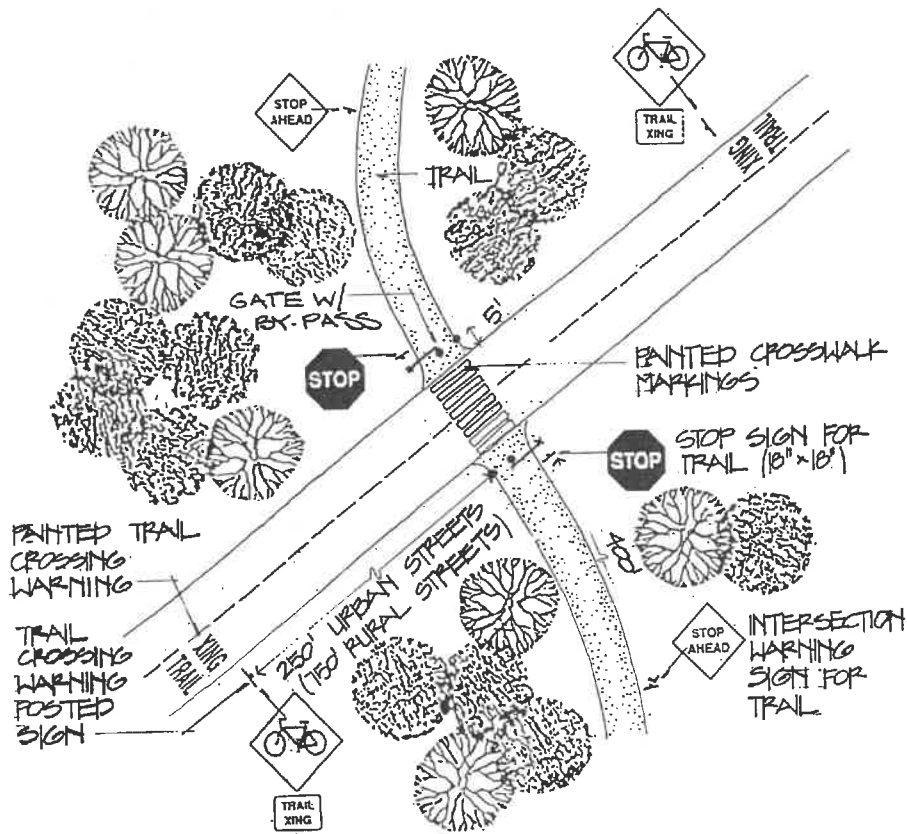 STOP
AHEAD
TRAIL
XING
TRAIL
XING
TRAIL
GATE W/
BY-PASS
5'
STOP
PAINTED CROSSWALK
MARKINGS
STOP
STOP SIGN FOR
TRAIL (18" x 18")
PAINTED TRAIL
CROSSING
WARNING
250' URBAN STREETS
(750' RURAL STREETS)
TRAIL
CROSSING
WARNING
POSTED
SIGN
XING
TRAIL
STOP
AHEAD
INTERSECTION
WARNING
SIGN FOR
TRAIL
TRAIL
XING